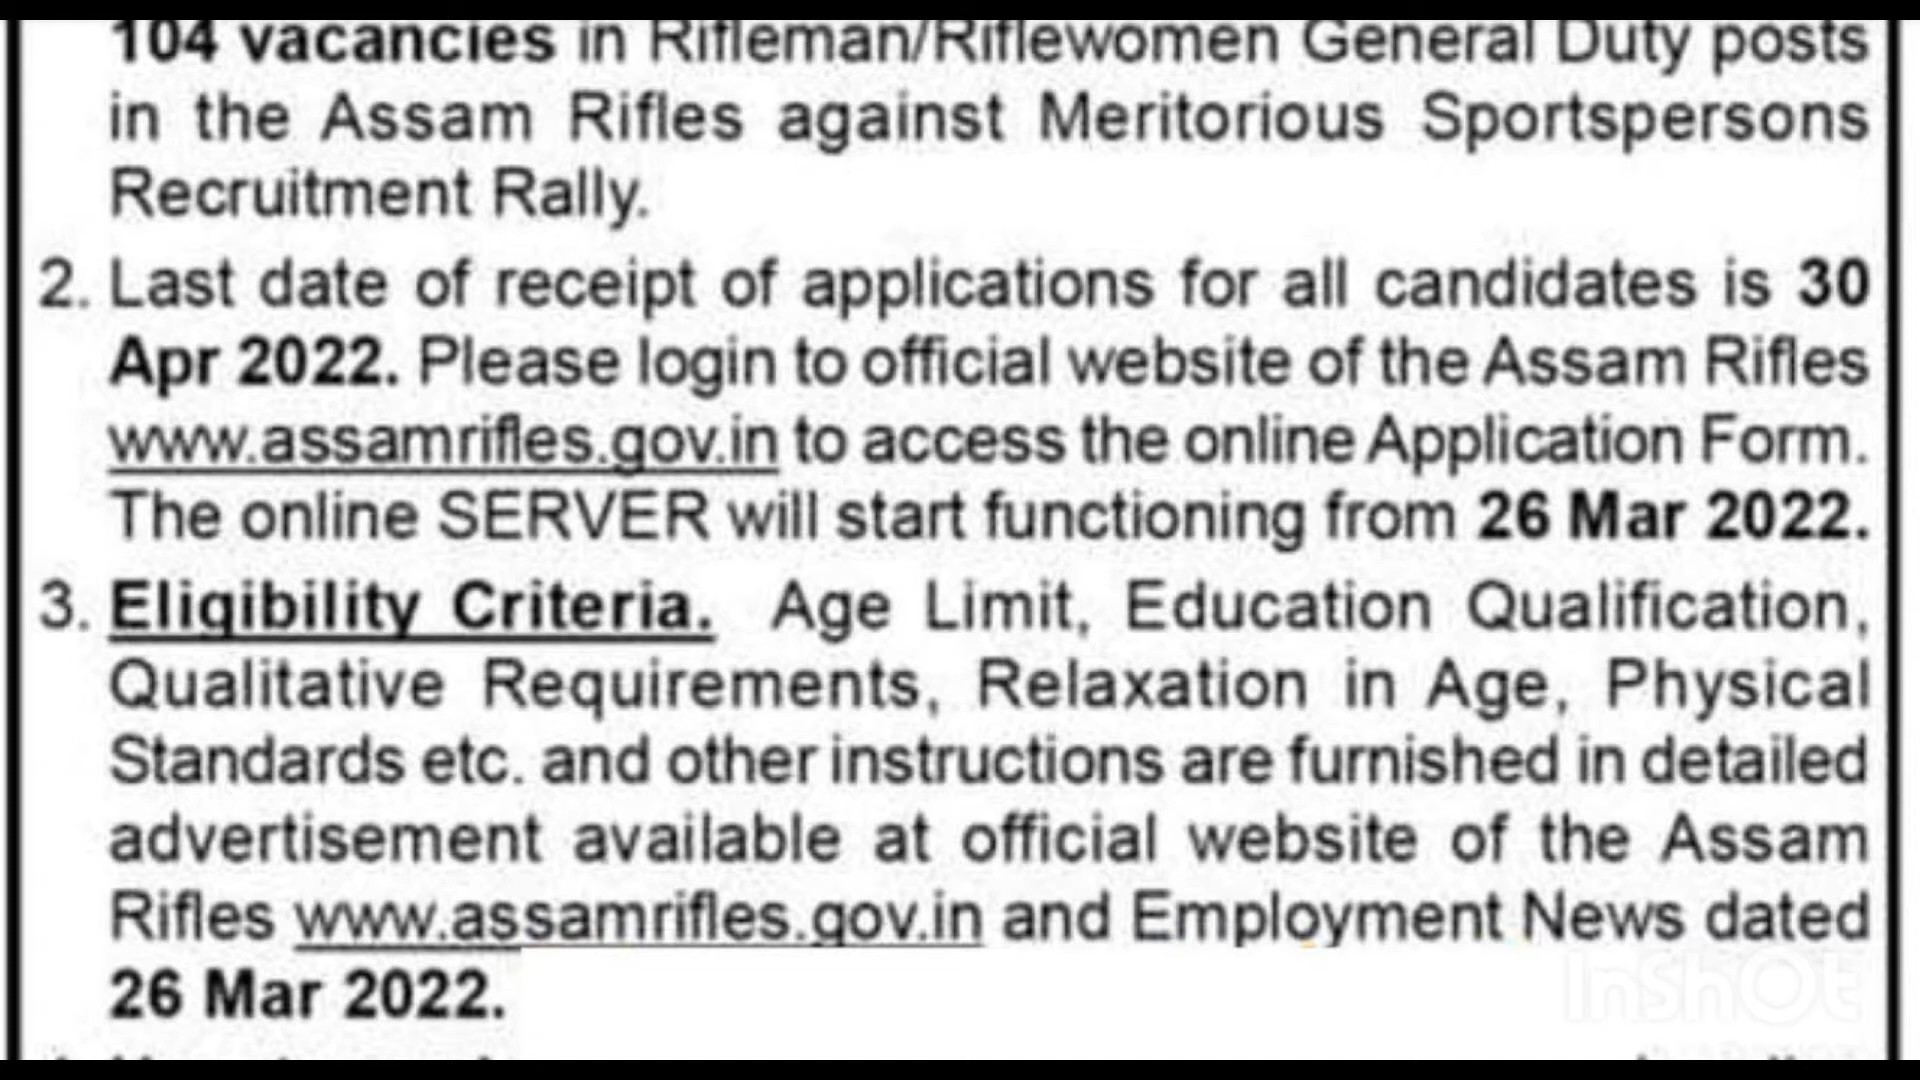 104 vacancies in Rifleman/Riflewomen General Duty posts
in the Assam Rifles against Meritorious Sportspersons
Recruitment Rally.
2. Last date of receipt of applications for all candidates is 30
Apr 2022. Please login to official website of the Assam Rifles
www.assamrifles.gov.in to access the online Application Form.
The online SERVER will start functioning from 26 Mar 2022.
3. Eligibility Criteria. Age Limit, Education Qualification,
Qualitative Requirements, Relaxation in Age, Physical
Standards etc. and other instructions are furnished in detailed
advertisement available at official website of the Assam
Rifles www.assamrifles.gov.in and Employment News dated
26 Mar 2022.
InShOt